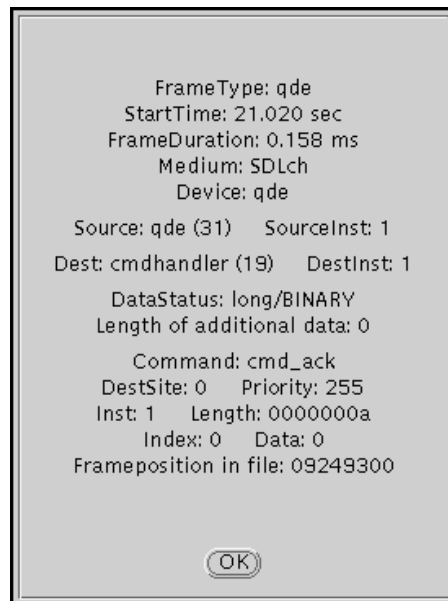 FrameType: qde
StartTime: 21.020 sec
FrameDuration: 0.158 ms
Medium: SDLch
Device: qde
Source: qde (31) SourceInst: 1
Dest: cmdhandler (19) DestInst: 1
DataStatus: long/BINARY
Length of additional data: 0
Command: cmd_ack
DestSite: 0 Priority: 255
Inst: 1 Length: 0000000a
Index: 0 Data: 0
Frameposition in file: 09249300
OK